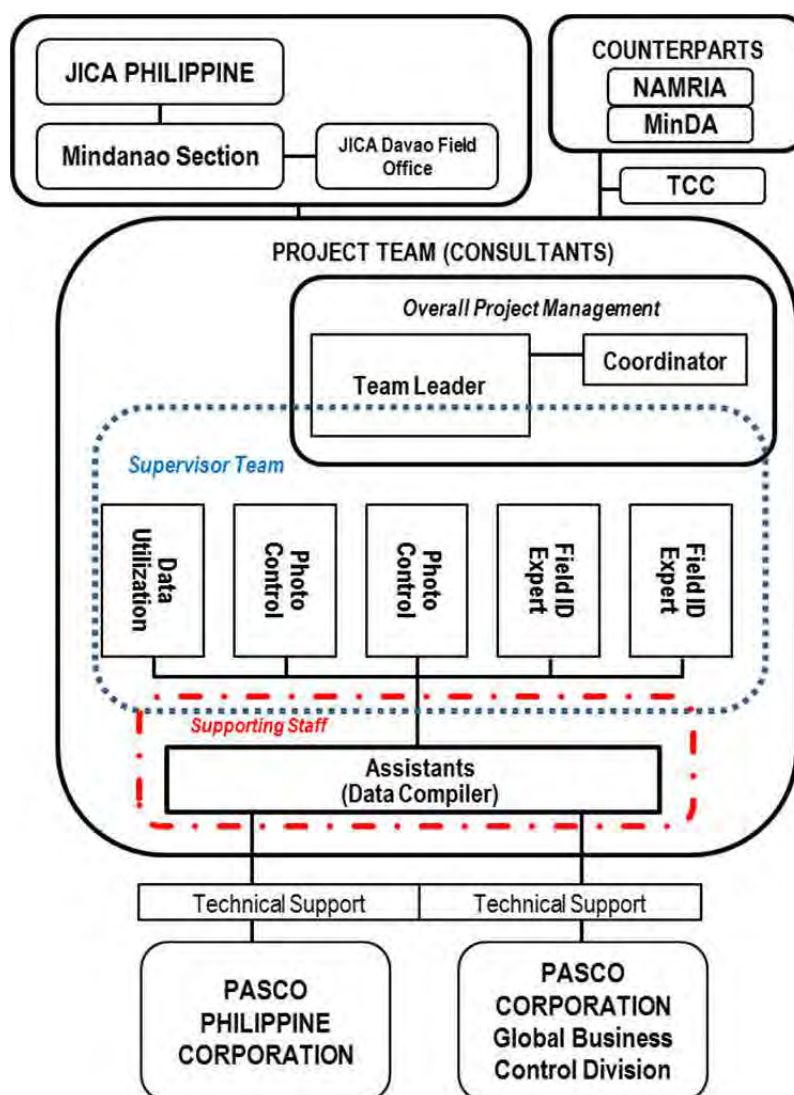 JICA PHILIPPINE
Mindanao Section
JICA Davao Field
Office
COUNTERPARTS
NAMRIA
MinDA
TCC
PROJECT TEAM (CONSULTANTS)
Overall Project Management
Team Leader
Coordinator
Supervisor Team
Data
Utilization
Photo
Control
Photo
Control
Field ID
Expert
Field ID
Expert
Supporting Staff
Assistants
(Data Compiler)
Technical Support
Technical Support
PASCO
PHILIPPINE
CORPORATION
PASCO
CORPORATION
Global Business
Control Division